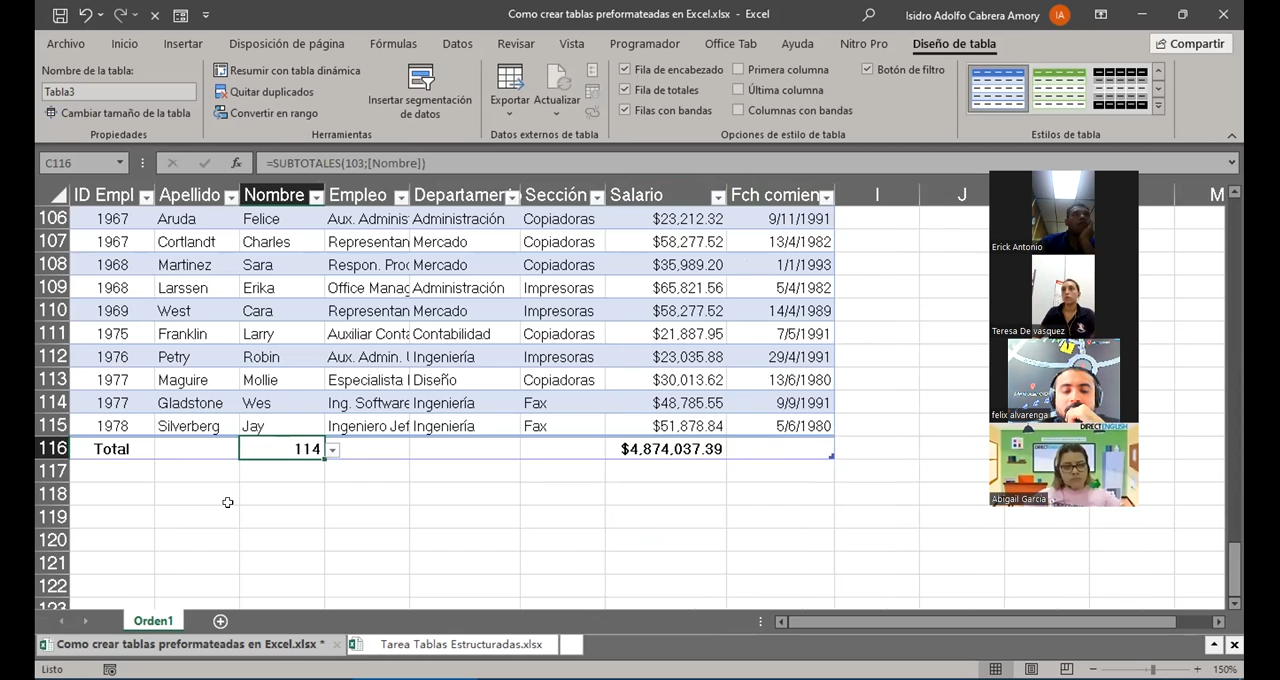 Como crear tablas preformateadas en Excel.xlsx - Excel
Isidro Adolfo Cabrera Amory IA
Archivo Inicio Insertar Disposición de página Fórmulas Datos Revisar Vista Programador Office Tab Ayuda Nitro Pro Diseño de tabla Compartir
Nombre de la tabla:
Tabla3
Cambiar tamaño de la tabla
Propiedades
Resumir con tabla dinámica
Quitar duplicados
Convertir en rango
Insertar segmentación
de datos
Herramientas
Exportar Actualizar
Datos externos de tabla
Fila de encabezado Primera columna Botón de filtro
Fila de totales Última columna
Filas con bandas Columnas con bandas
Opciones de estilo de tabla
Estilos de tabla
C116 fx =SUBTOTALES(103;[Nombre])
ID Empl Apellido Nombre Empleo Departament Sección Salario Fch comien I J M
106 1967 Aruda Felice Aux. Adminis Administración Copiadoras $23,212.32 9/11/1991
107 1967 Cortlandt Charles Representan Mercado Copiadoras $58,277.52 13/4/1982
108 1968 Martinez Sara Respon. Proc Mercado Copiadoras $35,989.20 1/1/1993
109 1968 Larssen Erika Office Manag Administración Impresoras $65,821.56 5/4/1982
110 1969 West Cara Representan Mercado Impresoras $58,277.52 14/4/1989
111 1975 Franklin Larry Auxiliar Conta Contabilidad Copiadoras $21,887.95 7/5/1991
112 1976 Petry Robin Aux. Admin. Ingeniería Impresoras $23,035.88 29/4/1991
113 1977 Maguire Mollie Especialista Diseño Copiadoras $30,013.62 13/6/1980
114 1977 Gladstone Wes Ing. Software Ingeniería Fax $48,785.55 9/9/1991
115 1978 Silverberg Jay Ingeniero Jef Ingeniería Fax $51,878.84 5/6/1980
116 Total 114 $4,874,037.39
117
118
119
120
121
122
123
Erick Antonio
Teresa De vasquez
felix alvarenga
DIRECTENGLISH
Abigail García
Orden1
Como crear tablas preformateadas en Excel.xlsx * Tarea Tablas Estructuradas.xlsx
Listo 150%